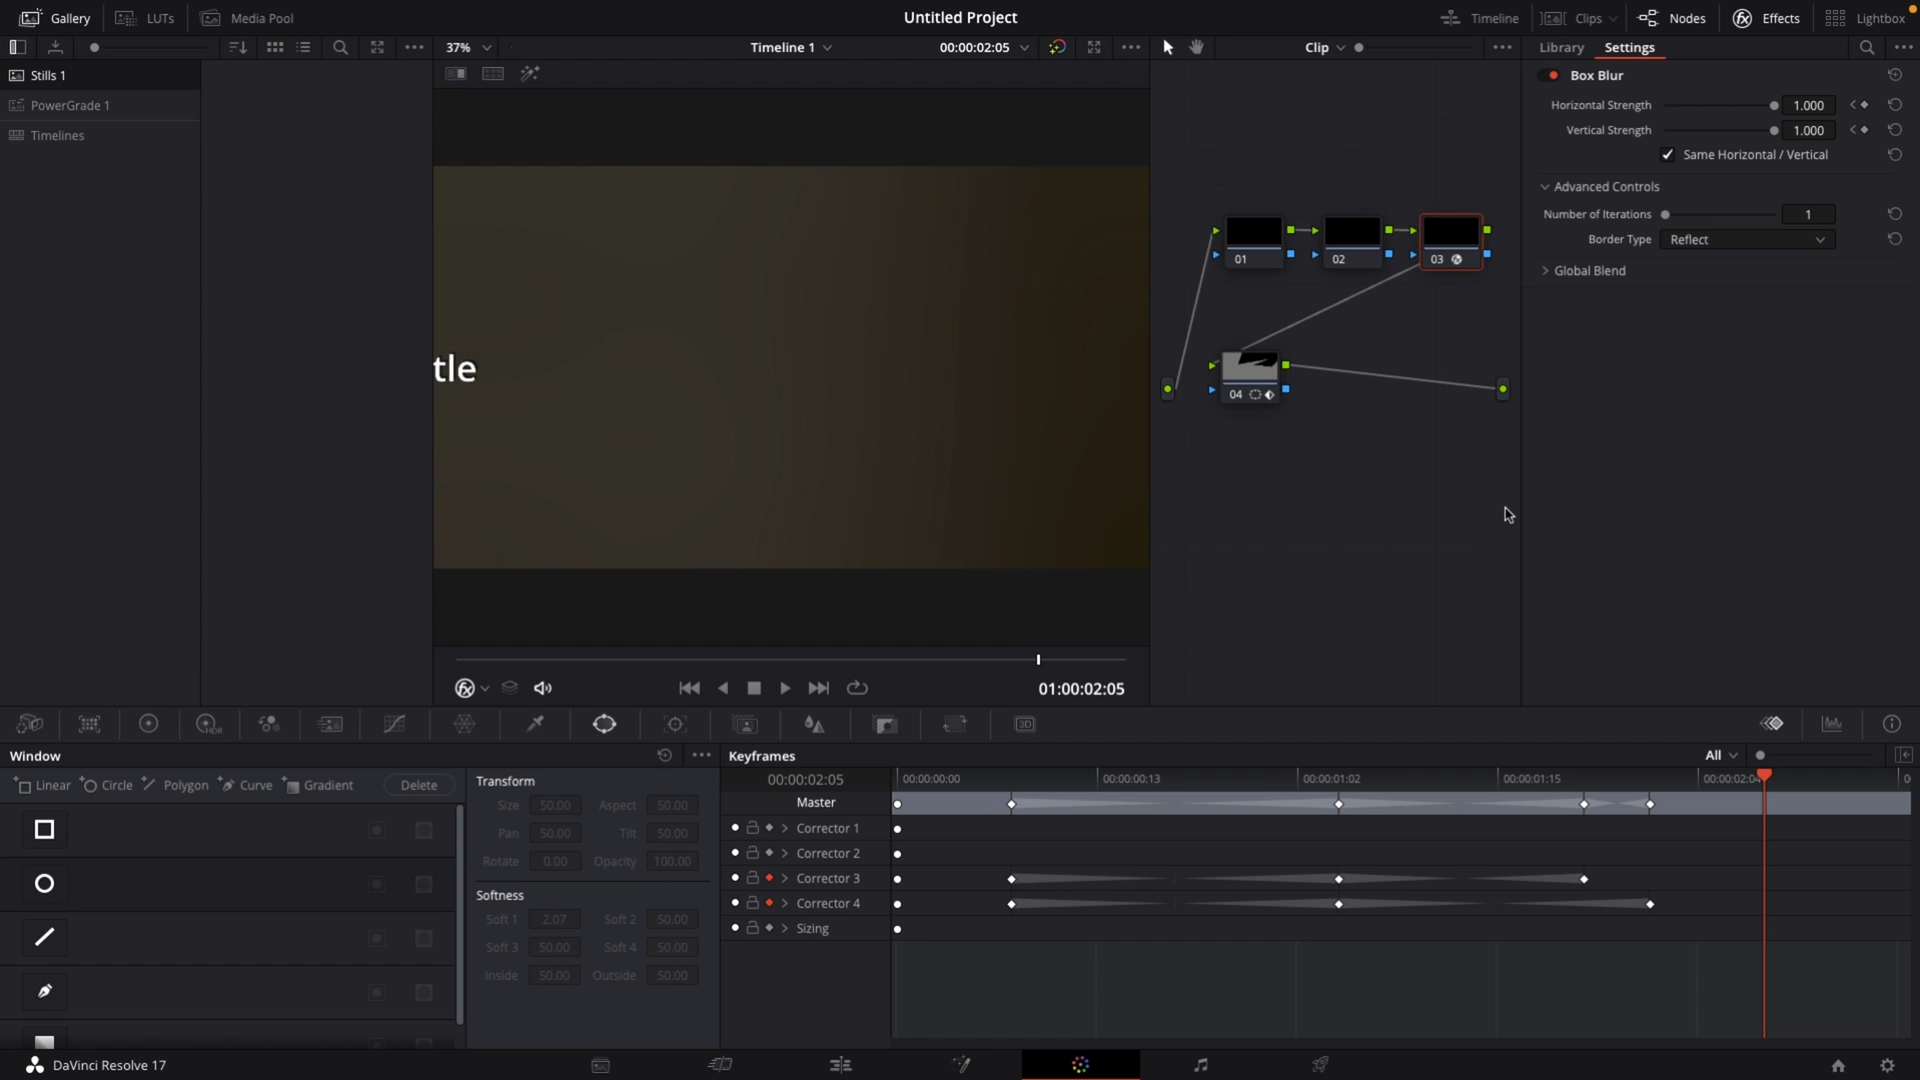 Gallery LUTs Media Pool Untitled Project Timeline Clips Nodes Effects Lightbox
37% Timeline 1 00:00:02:05 Clip Library Settings
Stills 1
PowerGrade 1
Timelines
tle
01 02 03
04
Box Blur
Horizontal Strength 1.000
Vertical Strength 1.000
Same Horizontal / Vertical
Advanced Controls
Number of Iterations 1
Border Type Reflect
Global Blend
01:00:02:05
HDR 3D
Window
Linear Circle Polygon Curve Gradient Delete
Transform
Size 50.00 Aspect 50.00
Pan 50.00 Tilt 50.00
Rotate 0.00 Opacity 100.00
Softness
Soft 1 2.07 Soft 2 50.00
Soft 3 50.00 Soft 4 50.00
Inside 50.00 Outside 50.00
Keyframes All
00:00:02:05 00:00:00:00 00:00:00:13 00:00:01:02 00:00:01:15 00:00:02:04 0
Master
Corrector 1
Corrector 2
Corrector 3
Corrector 4
Sizing
DaVinci Resolve 17